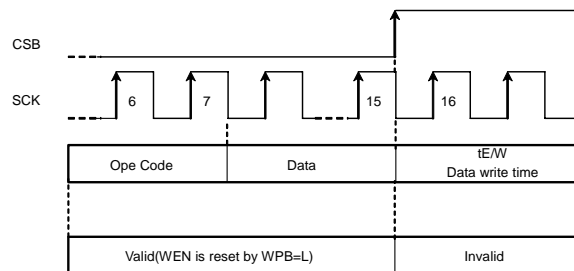 CSB
SCK
6
7
15
16
Ope Code
Data
tE/W
Data write time
Valid(WEN is reset by WPB=L)
Invalid